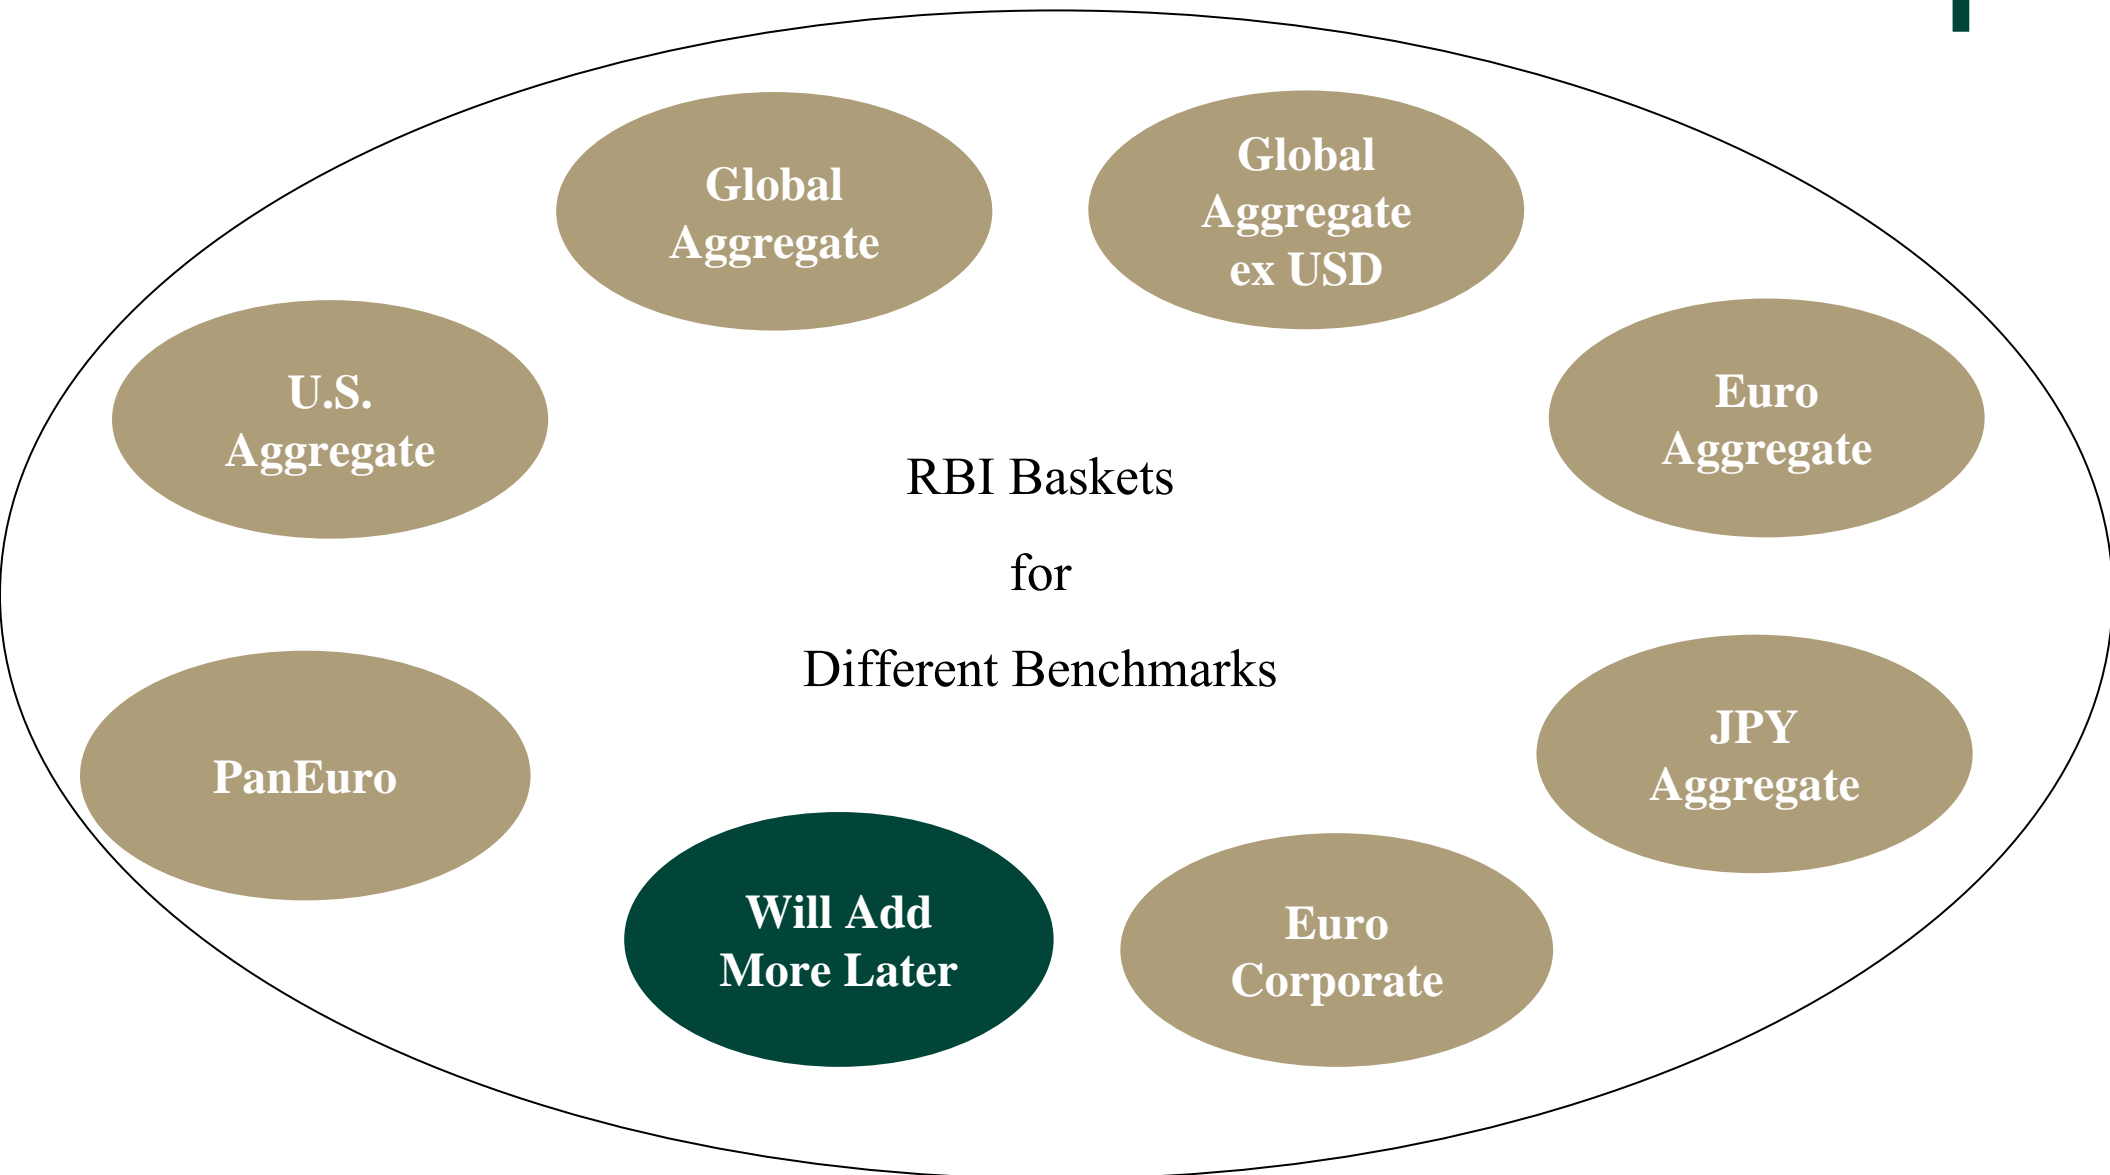 Global
Aggregate
Global
Aggregate
ex USD
U.S.
Aggregate
Euro
Aggregate
RBI Baskets
for
Different Benchmarks
PanEuro
JPY
Aggregate
Will Add
More Later
Euro
Corporate